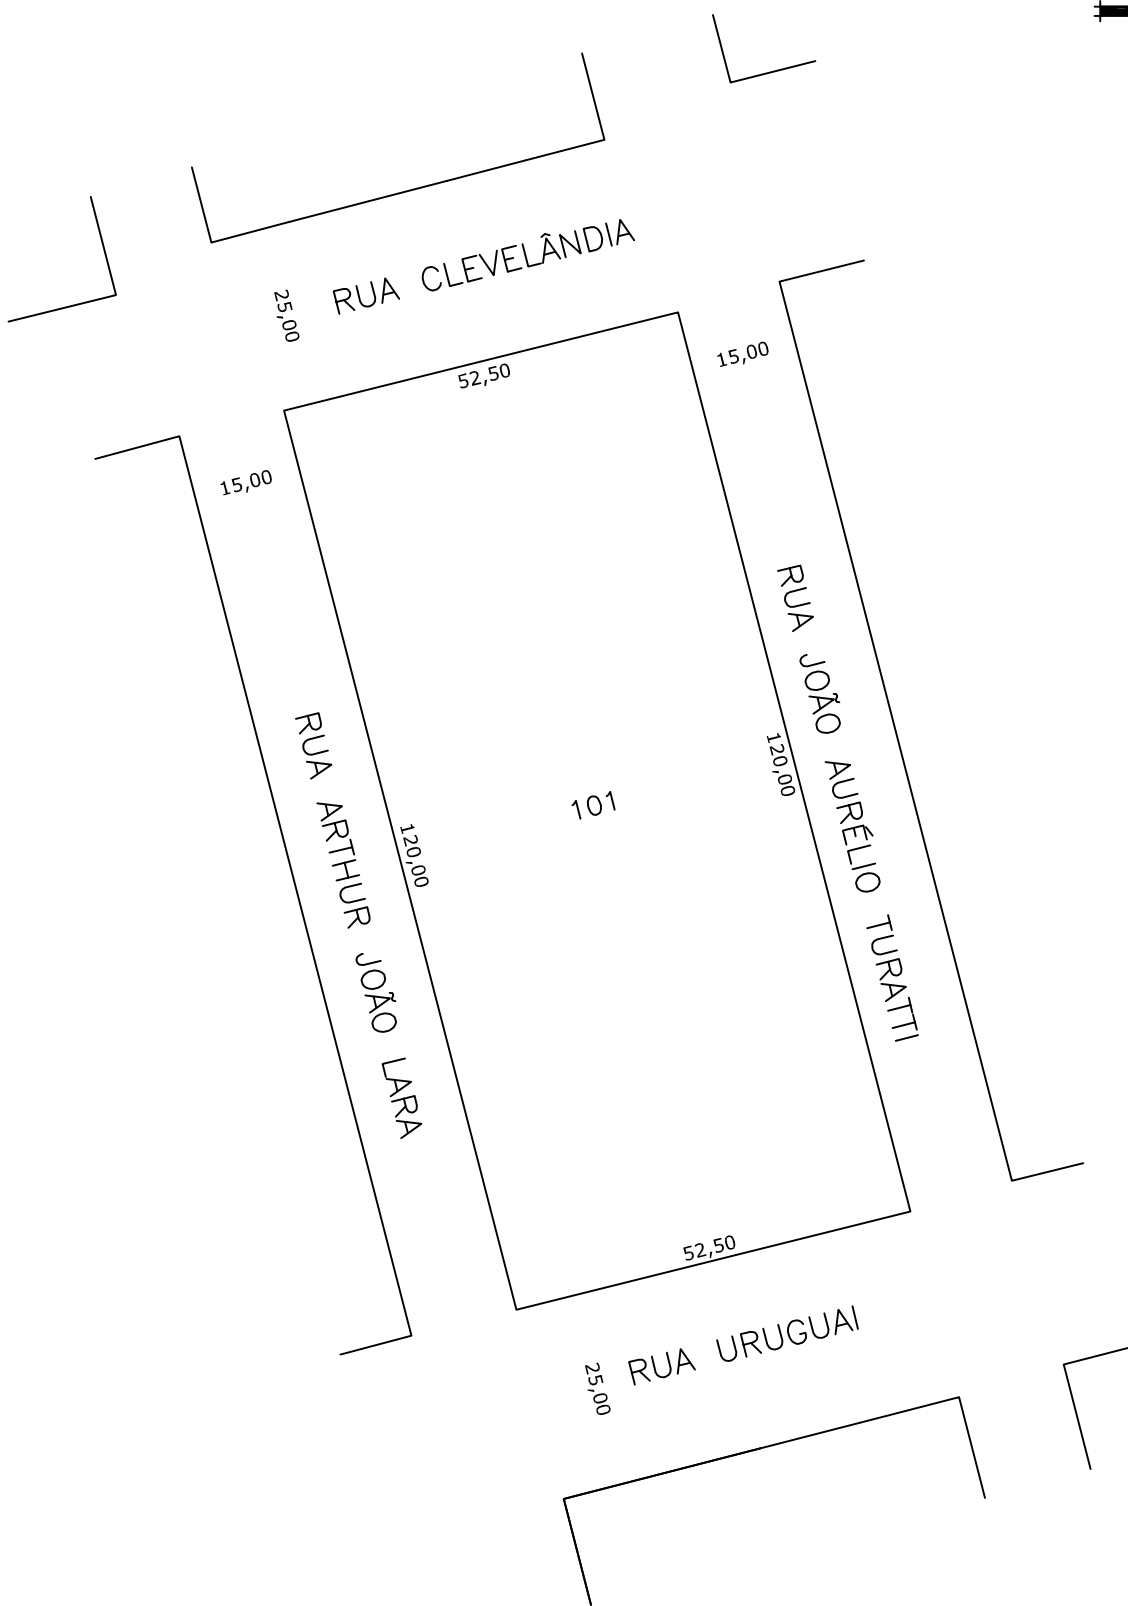 RUA CLEVELÂNDIA
25,00
52,50
15,00
15,00
RUA JOÃO AURÉLIO TURATTI
RUA ARTHUR JOÃO LARA
120,00
101
120,00
52,50
RUA URUGUAI
25,00